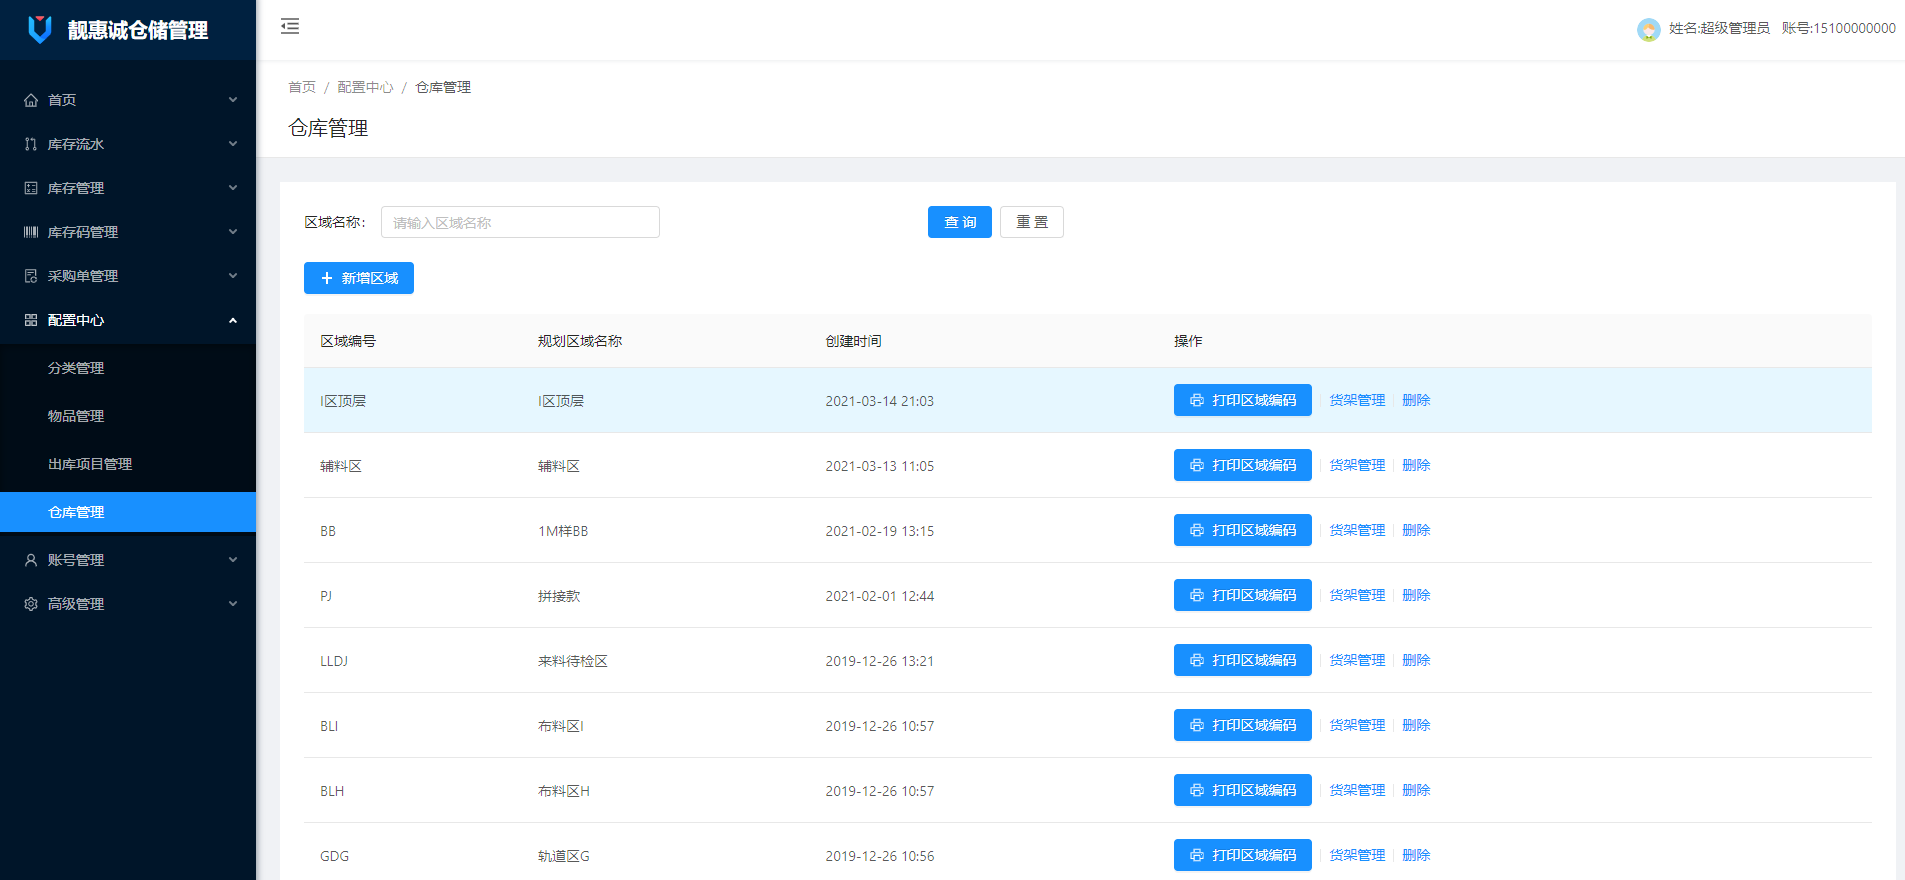 靓惠诚仓储管理
姓名:超级管理员 账号:15100000000
首页
库存流水
库存管理
库存码管理
采购单管理
配置中心
分类管理
物品管理
出库项目管理
仓库管理
账号管理
高级管理
首页 / 配置中心 / 仓库管理
仓库管理
区域名称: 请输入区域名称 查 询 重 置
+ 新增区域
区域编号 规划区域名称 创建时间 操作
I区顶层 I区顶层 2021-03-14 21:03 打印区域编码 货架管理 删除
辅料区 辅料区 2021-03-13 11:05 打印区域编码 货架管理 删除
BB 1M样BB 2021-02-19 13:15 打印区域编码 货架管理 删除
PJ 拼接款 2021-02-01 12:44 打印区域编码 货架管理 删除
LLDJ 来料待检区 2019-12-26 13:21 打印区域编码 货架管理 删除
BLI 布料区I 2019-12-26 10:57 打印区域编码 货架管理 删除
BLH 布料区H 2019-12-26 10:57 打印区域编码 货架管理 删除
GDG 轨道区G 2019-12-26 10:56 打印区域编码 货架管理 删除